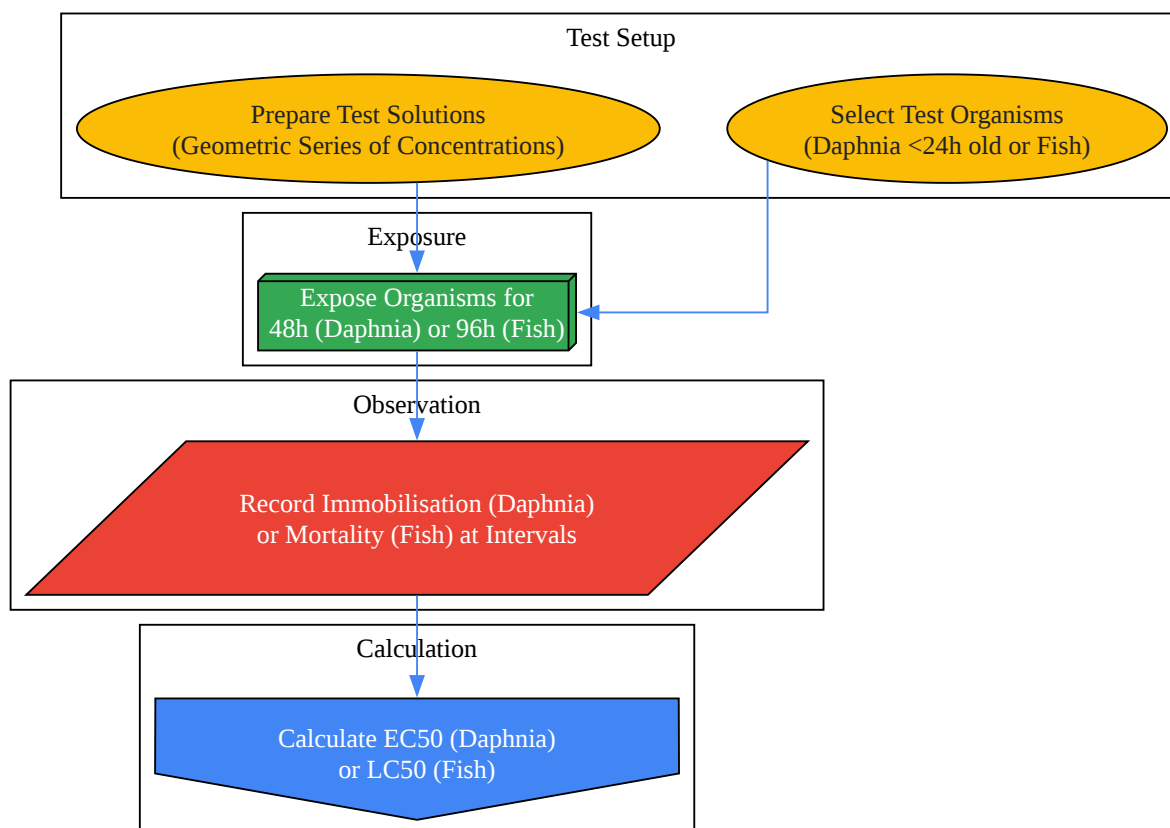 Test Setup
Prepare Test Solutions
(Geometric Series of Concentrations)
Select Test Organisms
(Daphnia <24h old or Fish)
Exposure
Expose Organisms for
48h (Daphnia) or 96h (Fish)
Observation
Record Immobilisation (Daphnia)
or Mortality (Fish) at Intervals
Calculation
Calculate EC50 (Daphnia)
or LC50 (Fish)